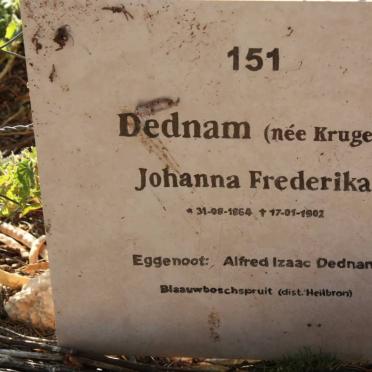 151
Dednam (née Kruge
Johanna Frederika
* 31-08-1864 † 17-01-1902
Eggenoot: Alfred Izaac Dednam
Blaauwboschspruit (dist. Heilbron)